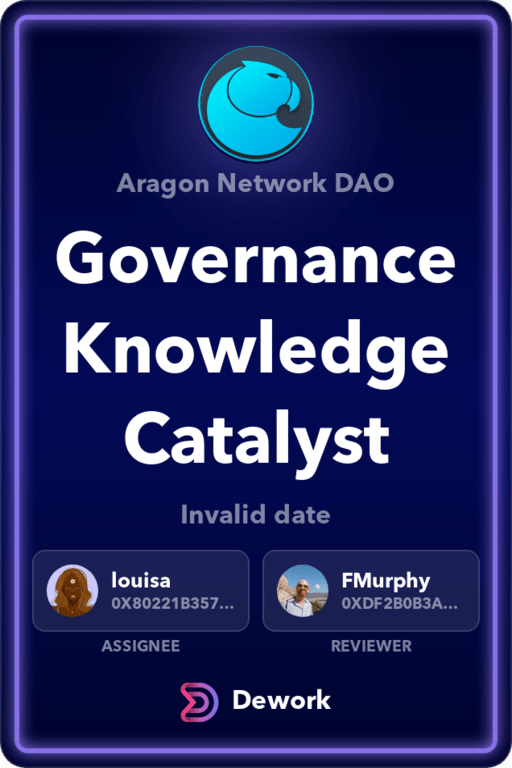 Aragon Network DAO
Governance
Knowledge
Catalyst
Invalid date
louisa
0X80221B357...
FMurphy
0XDF2B0B3A...
ASSIGNEE
REVIEWER
Dework